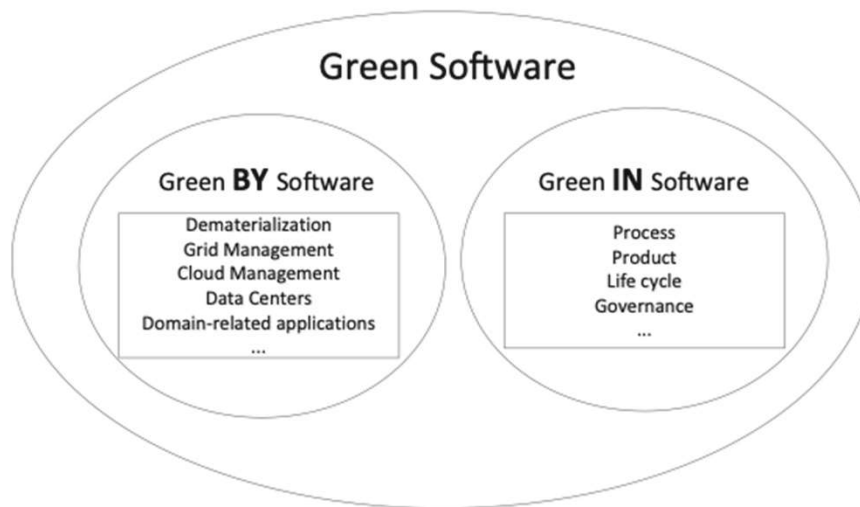 Green Software
Green BY Software
Dematerialization
Grid Management
Cloud Management
Data Centers
Domain-related applications
...
Green IN Software
Process
Product
Life cycle
Governance
...